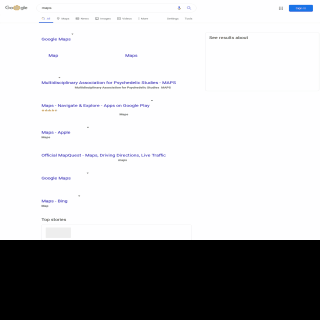 Google
maps
Sign in
All
Maps
News
Images
Videos
More
Settings
Tools
Google Maps
See results about
Map
Maps
Multidisciplinary Association for Psychedelic Studies - MAPS
Multidisciplinary Association for Psychedelic Studies · MAPS
Maps - Navigate & Explore - Apps on Google Play
Maps
Maps - Apple
Maps
Official MapQuest - Maps, Driving Directions, Live Traffic
maps
Google Maps
Maps - Bing
Map
Top stories